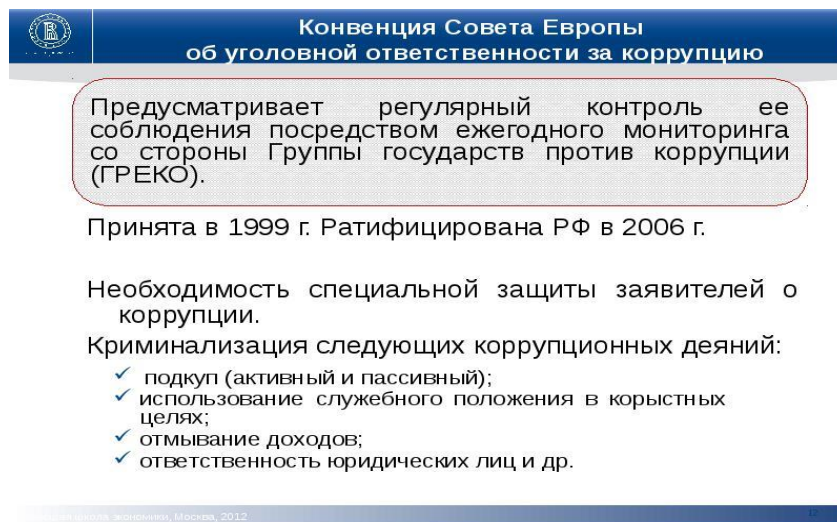 Конвенция Совета Европы
об уголовной ответственности за коррупцию
Предусматривает регулярный контроль ее
соблюдения посредством ежегодного мониторинга
со стороны Группы государств против коррупции
(ГРЕКО).
Принята в 1999 г. Ратифицирована РФ в 2006 г.
Необходимость специальной защиты заявителей о
коррупции.
Криминализация следующих коррупционных деяний:
подкуп (активный и пассивный);
использование служебного положения в корыстных
целях;
отмывание доходов;
ответственность юридических лиц и др.
школа экономики, Москва, 2012